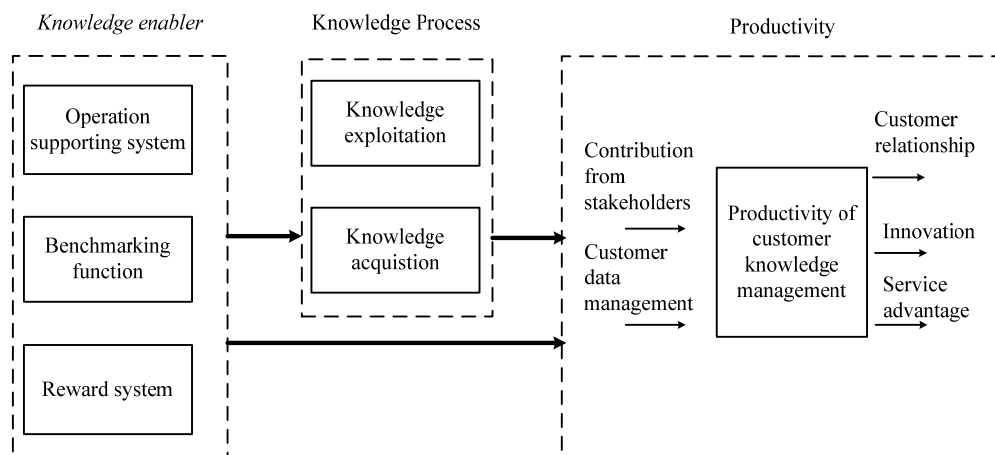 Knowledge enabler
Operation
supporting system
Benchmarking
function
Reward system
Knowledge Process
Knowledge
exploitation
Knowledge
acquistion
Productivity
Contribution
from
stakeholders
Customer
data
management
Productivity of
customer
knowledge
management
Customer
relationship
Innovation
Service
advantage